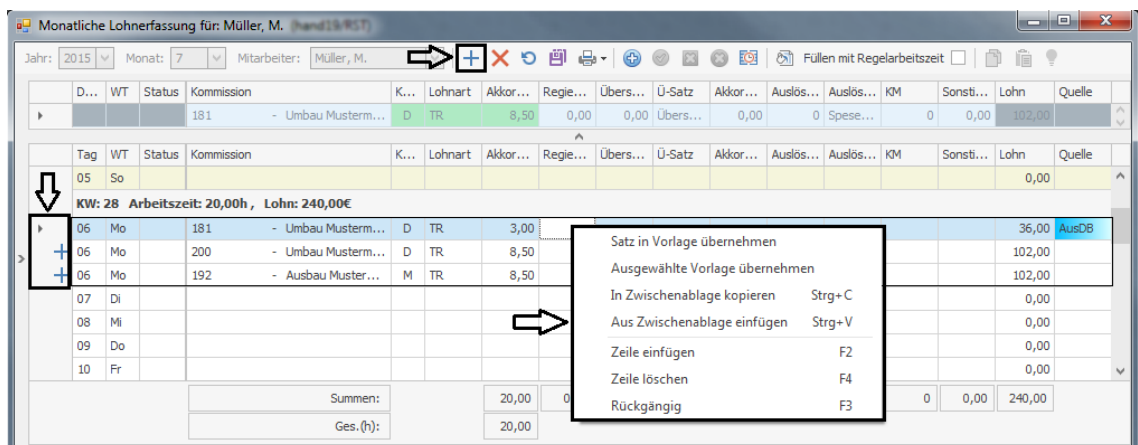 Monatliche Lohnerfassung für: Müller, M.
Jahr: 2015 Monat: 7 Mitarbeiter: Müller, M. Füllen mit Regelarbeitszeit
D... WT Status Kommission K... Lohnart Akkor... Regie... Übers... Ü-Satz Akkor... Auslös... Auslös... KM Sonsti... Lohn Quelle
181 - Umbau Musterm... D TR 8,50 0,00 0,00 Übers... 0,00 0 Spese... 0 0,00 102,00
Tag WT Status Kommission K... Lohnart Akkor... Regie... Übers... Ü-Satz Akkor... Auslös... Auslös... KM Sonsti... Lohn Quelle
05 So 0,00
KW: 28 Arbeitszeit: 20,00h , Lohn: 240,00€
06 Mo 181 - Umbau Musterm... D TR 3,00 36,00 AusDB
06 Mo 200 - Umbau Musterm... D TR 8,50 102,00
06 Mo 192 - Ausbau Muster... M TR 8,50 102,00
07 Di 0,00
08 Mi 0,00
09 Do 0,00
10 Fr 0,00
Satz in Vorlage übernehmen
Ausgewählte Vorlage übernehmen
In Zwischenablage kopieren Strg+C
Aus Zwischenablage einfügen Strg+V
Zeile einfügen F2
Zeile löschen F4
Rückgängig F3
Summen: 20,00 0 0 0,00 240,00
Ges.(h): 20,00